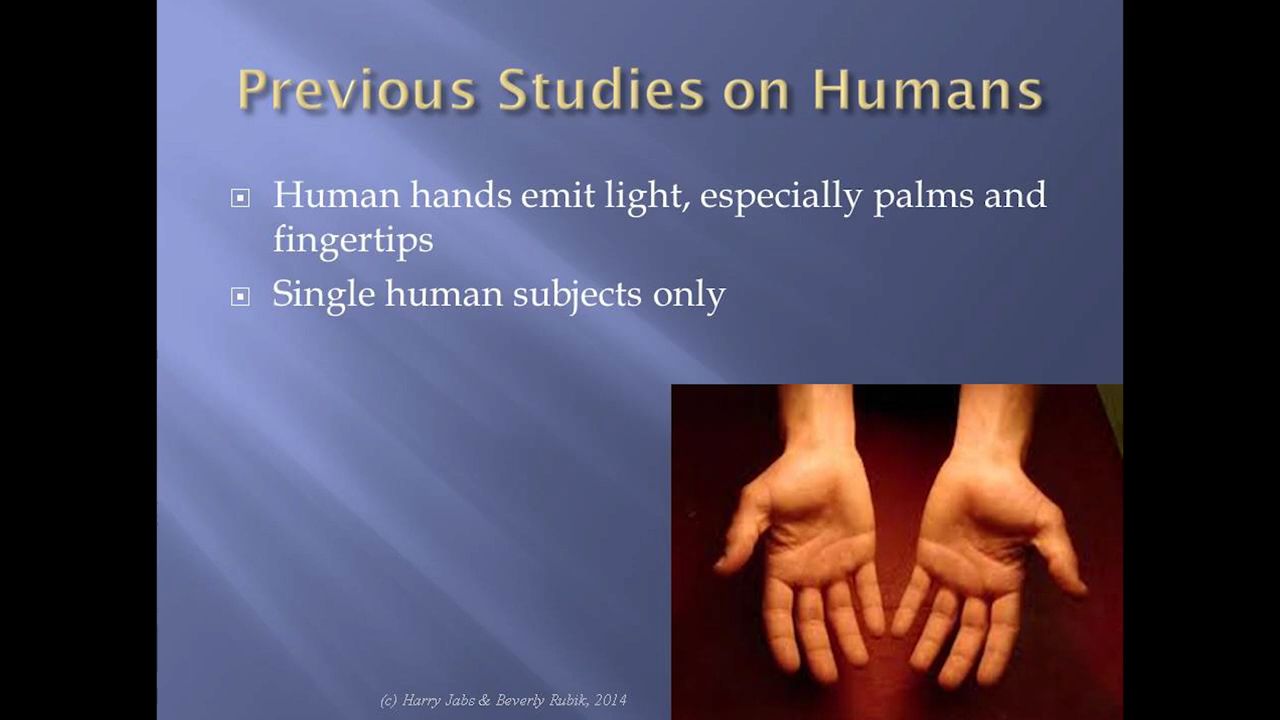 Previous Studies on Humans
Human hands emit light, especially palms and
fingertips
Single human subjects only
(c) Harry Jabs & Beverly Rubik, 2014